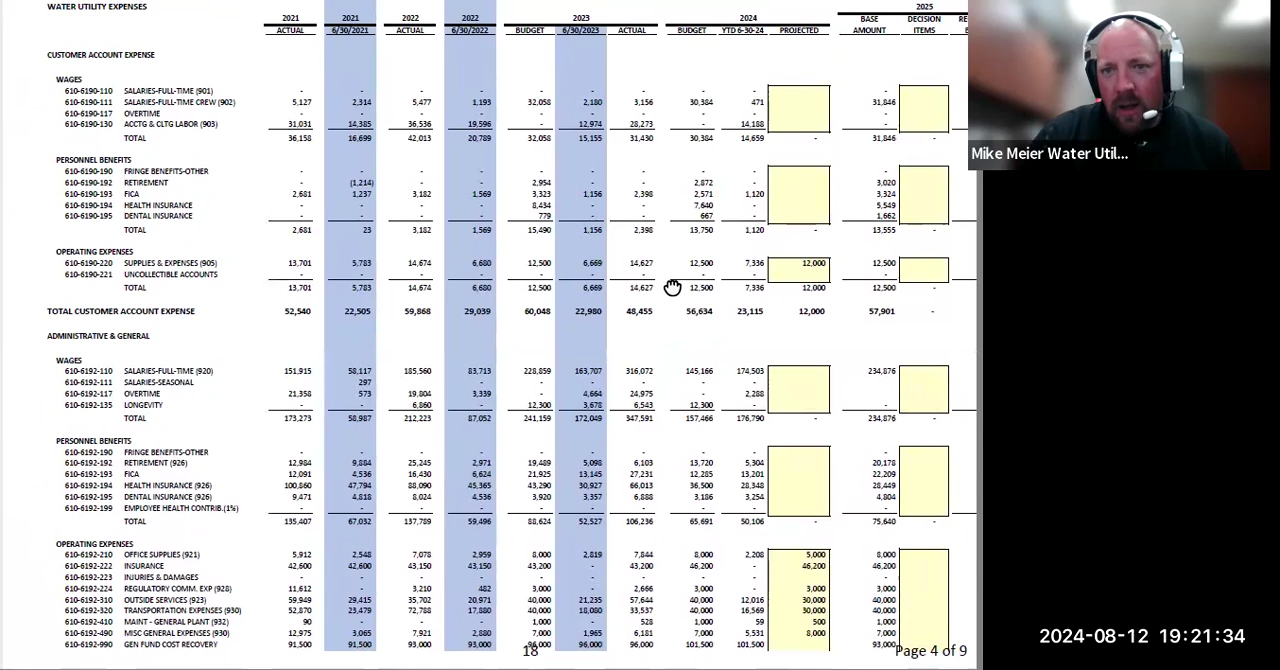 WATER UTILITY EXPENSES
2025
2021 2021 2022 2022 2023 2024 BASE DECISION RE
ACTUAL 6/30/2021 ACTUAL 6/30/2022 BUDGET 6/30/2023 ACTUAL BUDGET YTD 6-30-24 PROJECTED AMOUNT ITEMS
CUSTOMER ACCOUNT EXPENSE
WAGES
610-6190-110 SALARIES-FULL-TIME (901) - - - - - - - - - -
610-6190-111 SALARIES-FULL-TIME CREW (902) 5,127 2,314 5,477 1,193 32,058 2,180 3,156 30,384 471 31,846
610-6190-117 OVERTIME - - - - - - - - - -
610-6190-130 ACCTG & CLTG LABOR (903) 31,031 14,385 36,536 19,596 12,974 28,273 - 14,188 -
TOTAL 36,158 16,699 42,013 20,789 32,058 15,155 31,430 30,384 14,659 31,846
PERSONNEL BENEFITS
610-6190-190 FRINGE BENEFITS-OTHER - - - - - - - - - -
610-6190-192 RETIREMENT - (1,214) - - 2,954 - - 2,872 - 3,020
610-6190-193 FICA 2,681 1,237 3,182 1,569 3,323 1,156 2,398 2,571 1,120 3,324
610-6190-194 HEALTH INSURANCE - - - - 8,434 - - 7,640 - 5,549
610-6190-195 DENTAL INSURANCE - - - - 779 - - 667 - 1,662
TOTAL 2,681 23 3,182 1,569 15,490 1,156 2,398 13,750 1,120 - 13,555 -
OPERATING EXPENSES
610-6190-220 SUPPLIES & EXPENSES (905) 13,701 5,783 14,674 6,680 12,500 6,669 14,627 12,500 7,336 12,000 12,500
610-6190-221 UNCOLLECTIBLE ACCOUNTS - - - - - - - - - -
TOTAL 13,701 5,783 14,674 6,680 12,500 6,669 14,627 12,500 7,336 12,000 12,500 -
TOTAL CUSTOMER ACCOUNT EXPENSE 52,540 22,505 59,868 29,039 60,048 22,980 48,455 56,634 23,115 12,000 57,901 -
ADMINISTRATIVE & GENERAL
WAGES
610-6192-110 SALARIES-FULL-TIME (920) 151,915 58,117 185,560 83,713 228,859 163,707 316,072 145,166 174,503 234,876
610-6192-111 SALARIES-SEASONAL 297 - - - - - - -
610-6192-117 OVERTIME 21,358 573 19,804 3,339 - 4,664 24,975 - 2,288 -
610-6192-135 LONGEVITY 6,860 - 12,300 3,678 6,543 12,300 - -
TOTAL 173,273 58,987 212,223 87,052 241,159 172,049 347,591 157,466 176,790 - 234,876 -
PERSONNEL BENEFITS
610-6192-190 FRINGE BENEFITS-OTHER - - - - - - - - - -
610-6192-192 RETIREMENT (926) 12,984 9,884 25,245 2,971 19,489 5,098 6,103 13,720 5,304 20,178
610-6192-193 FICA 12,091 4,536 16,430 6,624 21,925 13,145 27,231 12,285 13,201 22,209
610-6192-194 HEALTH INSURANCE (926) 100,860 47,794 88,090 45,365 43,290 30,927 66,013 36,500 28,348 28,449
610-6192-195 DENTAL INSURANCE (926) 9,471 4,818 8,024 4,536 3,920 3,357 6,888 3,186 3,254 4,804
610-6192-199 EMPLOYEE HEALTH CONTRIB.(1%) - - - - - - - - - -
TOTAL 135,407 67,032 137,789 59,496 88,624 52,527 106,236 65,691 50,106 - 75,640 -
OPERATING EXPENSES
610-6192-210 OFFICE SUPPLIES (921) 5,912 2,548 7,078 2,959 8,000 2,819 7,844 8,000 2,208 5,000 8,000
610-6192-222 INSURANCE 42,600 42,600 43,150 43,150 43,200 43,200 43,200 46,200 - 46,200 46,200
610-6192-223 INJURIES & DAMAGES - - - - - - - - - -
610-6192-224 REGULATORY COMM. EXP (928) 11,612 - 3,210 482 3,000 - 2,666 3,000 - 3,000 3,000
610-6192-310 OUTSIDE SERVICES (923) 59,949 29,415 35,702 20,971 40,000 21,235 57,644 40,000 12,016 30,000 40,000
610-6192-320 TRANSPORTATION EXPENSES (930) 52,870 23,479 72,788 17,880 40,000 18,080 33,537 40,000 16,569 30,000 40,000
610-6192-410 MAINT - GENERAL PLANT (932) 90 - - - 1,000 - 528 1,000 59 500 1,000
610-6192-490 MISC GENERAL EXPENSES (930) 12,975 3,065 7,921 2,880 7,000 1,965 6,181 7,000 5,531 8,000 7,000
610-6192-990 GEN FUND COST RECOVERY 91,500 91,500 93,000 93,000 96,000 96,000 96,000 101,500 101,500 93,000
18 Page 4 of 9
Mike Meier Water Util...
2024-08-12 19:21:34